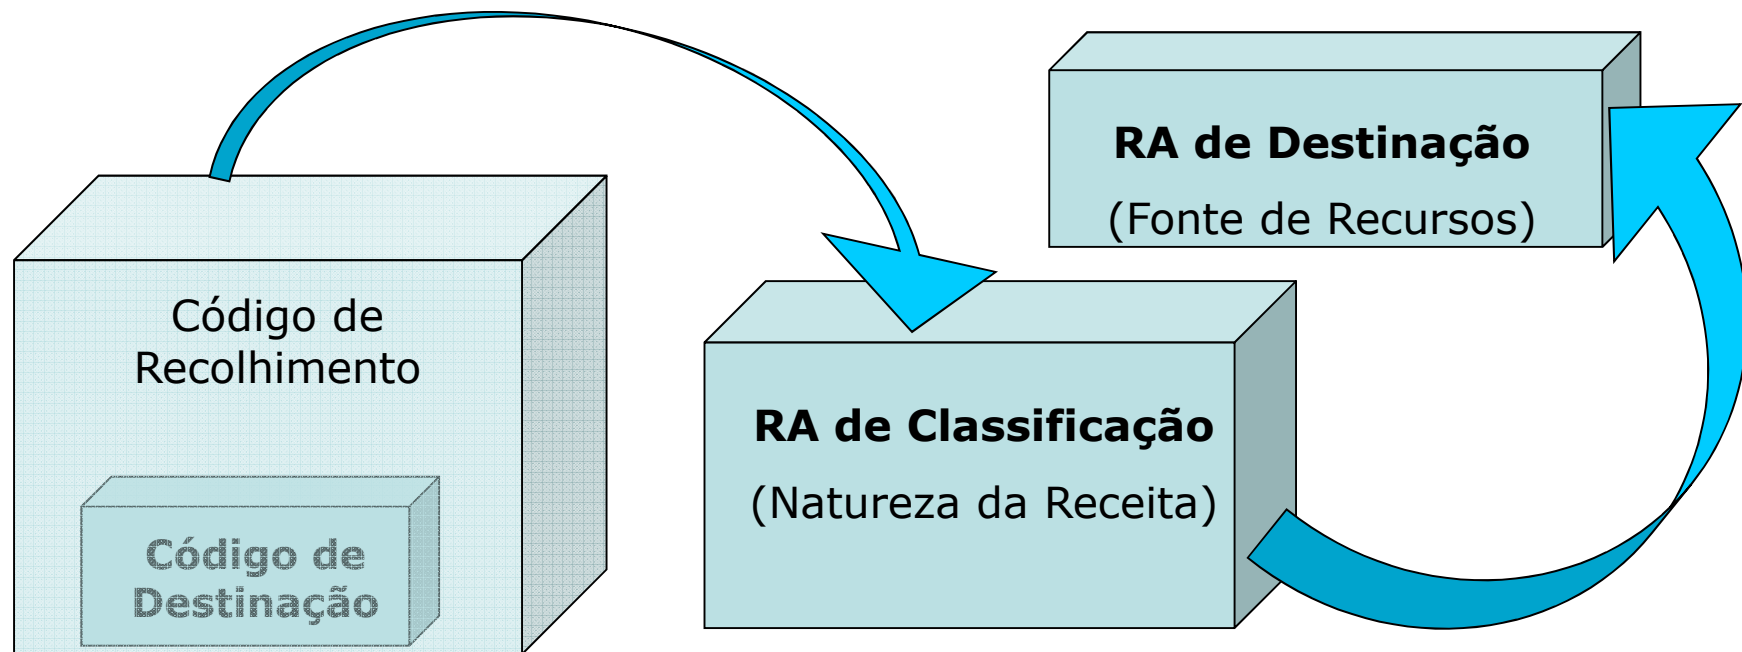 Código de
Recolhimento
Código de
Destinação
RA de Classificação
(Natureza da Receita)
RA de Destinação
(Fonte de Recursos)